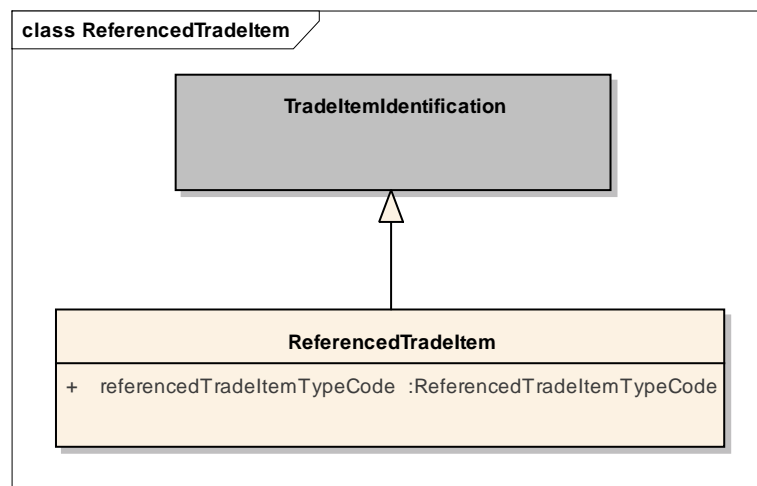 class ReferencedTradeItem
TradeItemIdentification
ReferencedTradeItem
+ referencedTradeItemTypeCode :ReferencedTradeItemTypeCode